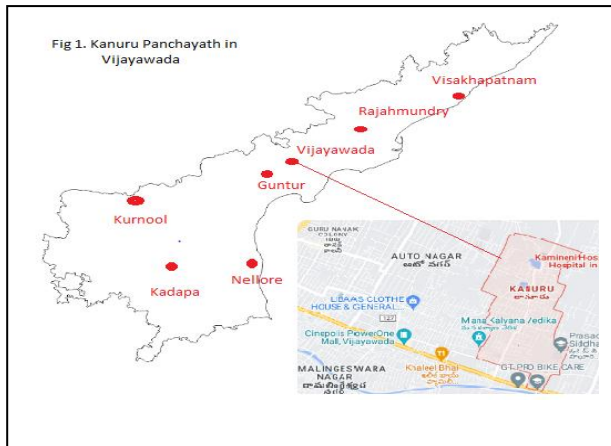 Fig 1. Kanuru Panchayath in
Vijayawada
Visakhapatnam
Rajahmundry
Vijayawada
Guntur
Kurnool
Kadapa
Nellore
GURU NANAK
COLONY
AUTO NAGAR
ఆటో నగర్
Kamineni Hos
Hospital in
KANURU
కానూరు
LIBAAS CLOTHE
HOUSE & GENERAL...
127
Cinepolis PowerOne
Mall, Vijayawada
Mana Kalyana Vedika
Khaleel Bhai
Prasad
Siddha
GT PRO BIKE CARE
MALINGESWARA
NAGAR